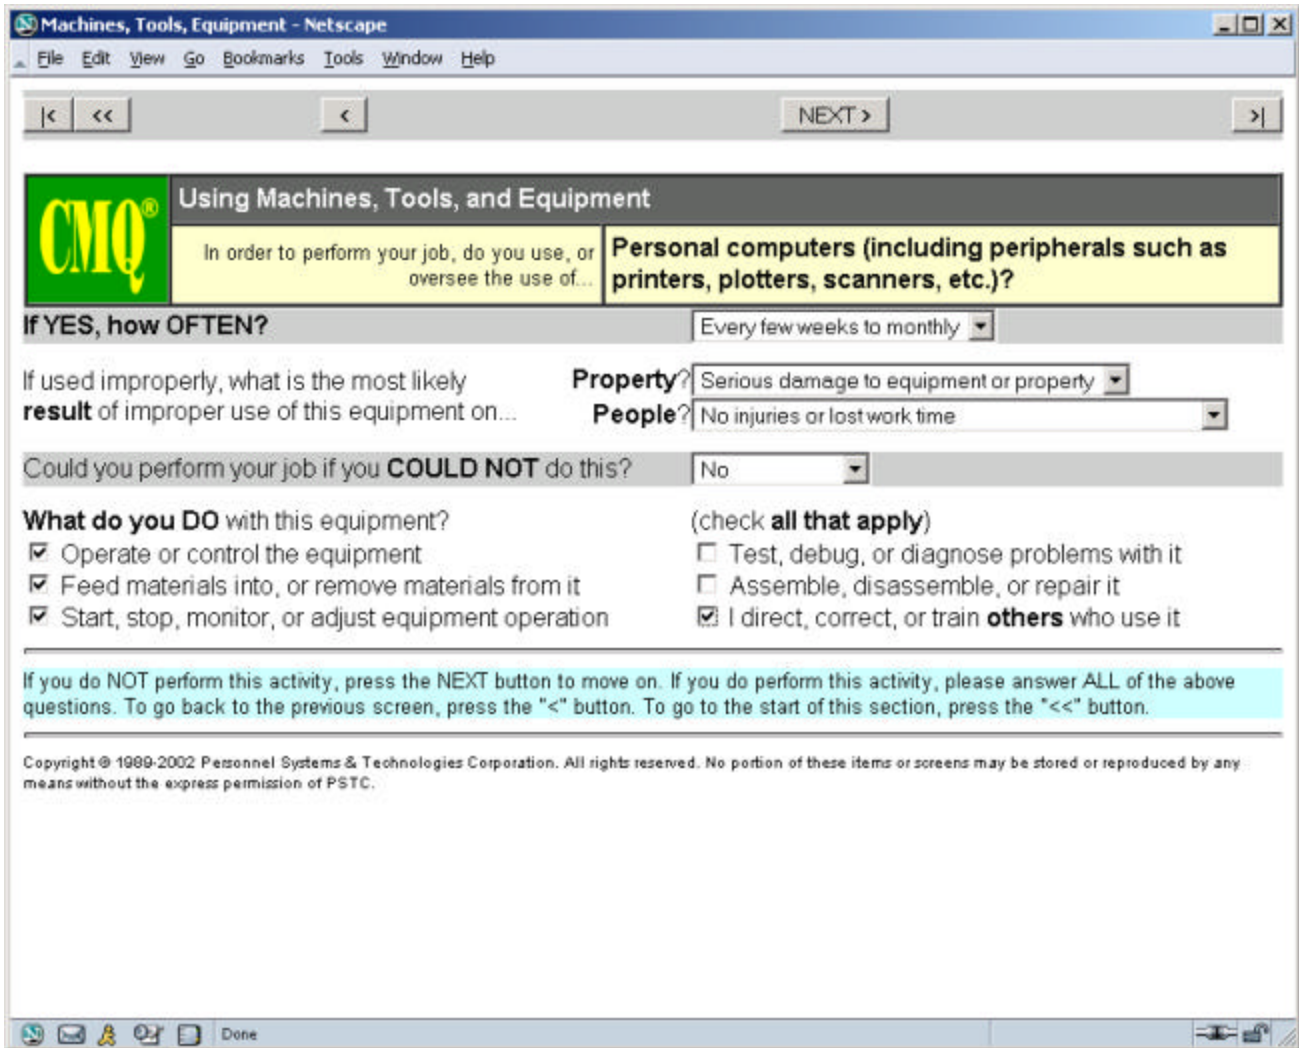 Machines, Tools, Equipment - Netscape
File Edit View Go Bookmarks Tools Window Help
|< << < NEXT > >|
CMQ®
Using Machines, Tools, and Equipment
In order to perform your job, do you use, or
oversee the use of...
Personal computers (including peripherals such as
printers, plotters, scanners, etc.)?
If YES, how OFTEN? Every few weeks to monthly
If used improperly, what is the most likely
result of improper use of this equipment on...
Property? Serious damage to equipment or property
People? No injuries or lost work time
Could you perform your job if you COULD NOT do this? No
What do you DO with this equipment? (check all that apply)
Operate or control the equipment
Feed materials into, or remove materials from it
Start, stop, monitor, or adjust equipment operation
Test, debug, or diagnose problems with it
Assemble, disassemble, or repair it
I direct, correct, or train others who use it
If you do NOT perform this activity, press the NEXT button to move on. If you do perform this activity, please answer ALL of the above
questions. To go back to the previous screen, press the "<" button. To go to the start of this section, press the "<<" button.
Copyright © 1989-2002 Personnel Systems & Technologies Corporation. All rights reserved. No portion of these items or screens may be stored or reproduced by any
means without the express permission of PSTC.
Done